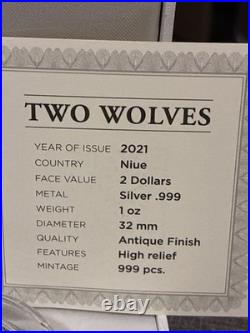 TWO WOLVES
YEAR OF ISSUE 2021
COUNTRY Niue
FACE VALUE 2 Dollars
METAL Silver .999
WEIGHT 1 oz
DIAMETER 32 mm
QUALITY Antique Finish
FEATURES High relief
MINTAGE 999 pcs.